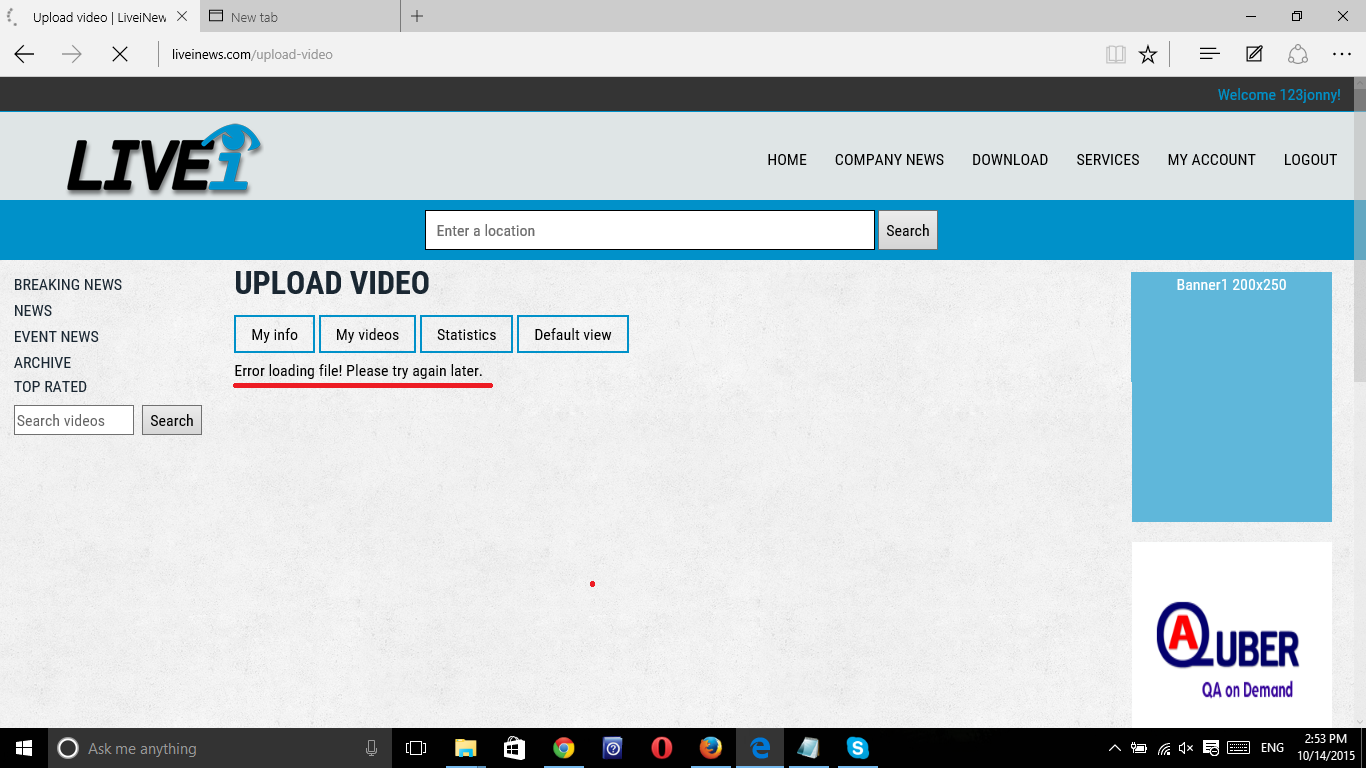 Upload video | LiveiNew
New tab
liveinews.com/upload-video
Welcome 123jonny!
LIVEi
HOME COMPANY NEWS DOWNLOAD SERVICES MY ACCOUNT LOGOUT
Enter a location Search
BREAKING NEWS
NEWS
EVENT NEWS
ARCHIVE
TOP RATED
Search videos Search
UPLOAD VIDEO
My info My videos Statistics Default view
Error loading file! Please try again later.
Banner1 200x250
AQUBER
QA on Demand
Ask me anything
ENG
2:53 PM
10/14/2015